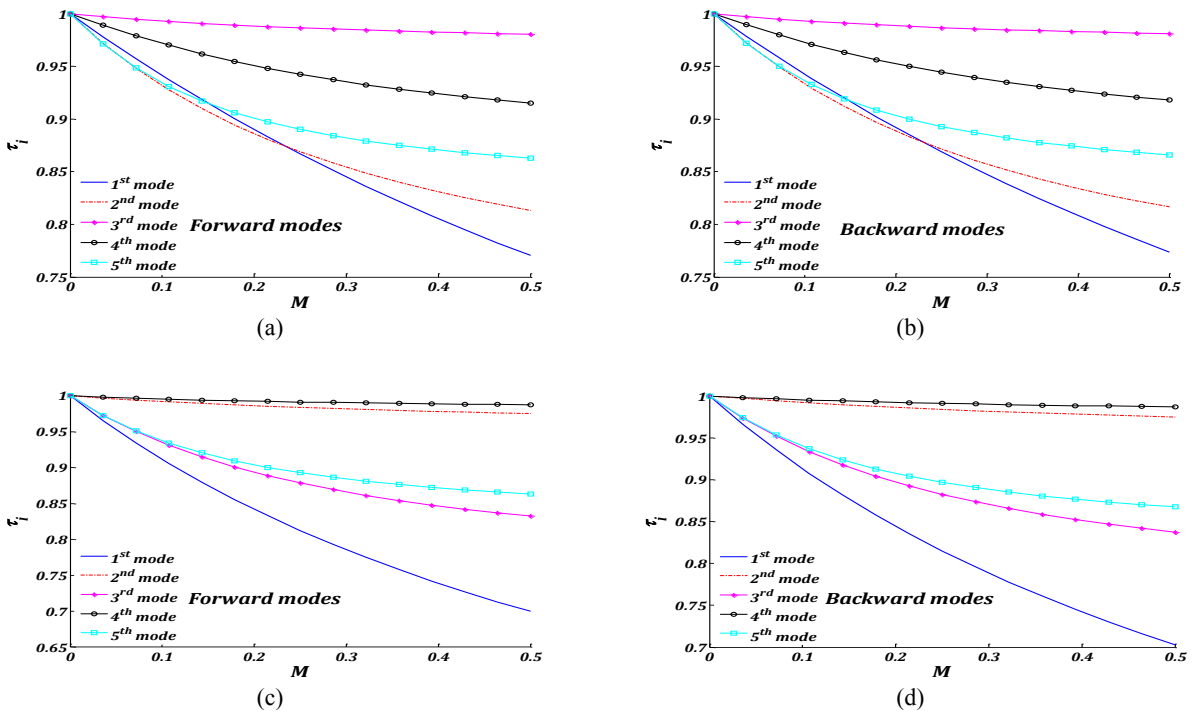 1
0.95
0.9
0.85
0.8
0.75
τi
1st mode
2nd mode
3rd mode
4th mode
5th mode
Forward modes
0 0.1 0.2 0.3 0.4 0.5
M
(a)
1
0.95
0.9
0.85
0.8
0.75
τi
1st mode
2nd mode
3rd mode
4th mode
5th mode
Backward modes
0 0.1 0.2 0.3 0.4 0.5
M
(b)
1
0.95
0.9
0.85
0.8
0.75
0.7
0.65
τi
1st mode
2nd mode
3rd mode
4th mode
5th mode
Forward modes
0 0.1 0.2 0.3 0.4 0.5
M
(c)
1
0.95
0.9
0.85
0.8
0.75
0.7
τi
1st mode
2nd mode
3rd mode
4th mode
5th mode
Backward modes
0 0.1 0.2 0.3 0.4 0.5
M
(d)